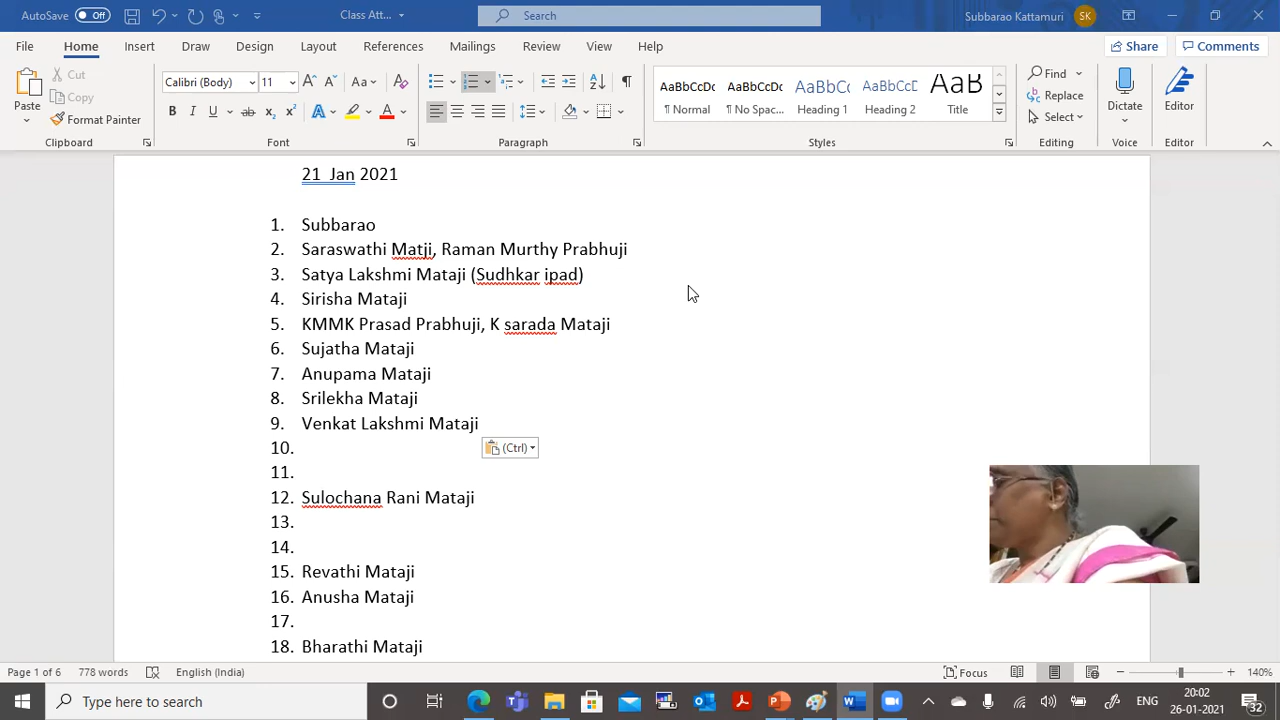 AutoSave Off Class Att... Search Subbarao Kattamuri SK
File Home Insert Draw Design Layout References Mailings Review View Help Share Comments
Paste Cut Copy Format Painter
Calibri (Body) 11
AaBbCcDc AaBbCcDc AaBbCc AaBbCcE AaB
¶ Normal ¶ No Spac... Heading 1 Heading 2 Title
Find Replace Select Dictate Editor
Clipboard Font Paragraph Styles Editing Voice Editor
21 Jan 2021
1. Subbarao
2. Saraswathi Matji, Raman Murthy Prabhuji
3. Satya Lakshmi Mataji (Sudhkar ipad)
4. Sirisha Mataji
5. KMMK Prasad Prabhuji, K sarada Mataji
6. Sujatha Mataji
7. Anupama Mataji
8. Srilekha Mataji
9. Venkat Lakshmi Mataji
10. (Ctrl)
11.
12. Sulochana Rani Mataji
13.
14.
15. Revathi Mataji
16. Anusha Mataji
17.
18. Bharathi Mataji
Page 1 of 6 778 words English (India) Focus 140%
Type here to search ENG 20:02
26-01-2021 32